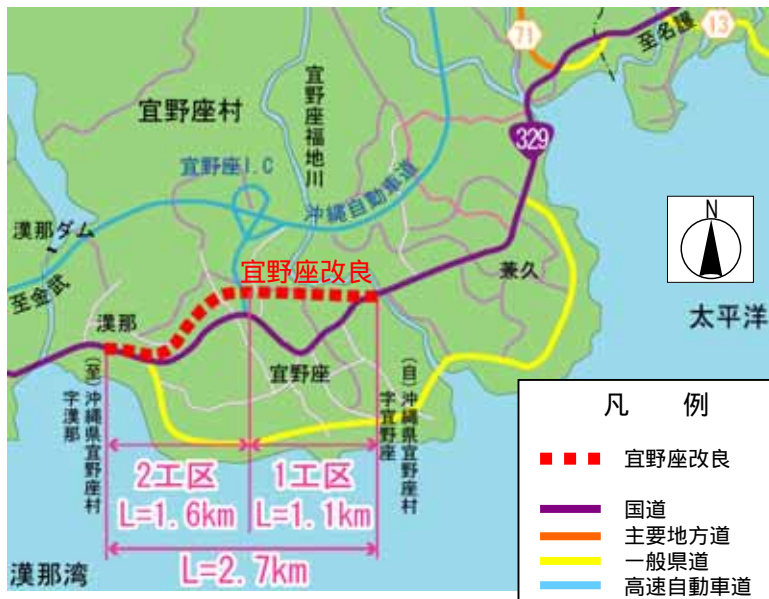 71
至名護
13
宜野座村
宜野座福地川
329
宜野座I.C
沖縄自動車道
N
漢那ダム
至金武
宜野座改良
兼久
太平洋
漢那
宜野座
(至)沖縄県宜野座村
字漢那
(自)沖縄県宜野座村
字宜野座
2工区
L=1.6km
1工区
L=1.1km
L=2.7km
漢那湾
凡 例
宜野座改良
国道
主要地方道
一般県道
高速自動車道